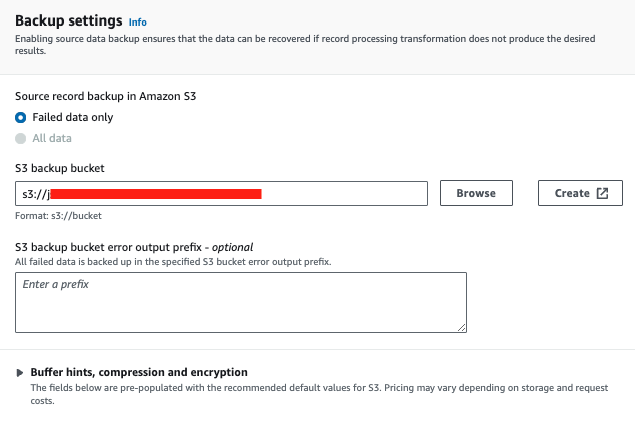 Backup settings Info
Enabling source data backup ensures that the data can be recovered if record processing transformation does not produce the desired
results.
Source record backup in Amazon S3
Failed data only
All data
S3 backup bucket
s3://j
Browse
Create
Format: s3://bucket
S3 backup bucket error output prefix - optional
All failed data is backed up in the specified S3 bucket error output prefix.
Enter a prefix
Buffer hints, compression and encryption
The fields below are pre-populated with the recommended default values for S3. Pricing may vary depending on storage and request
costs.